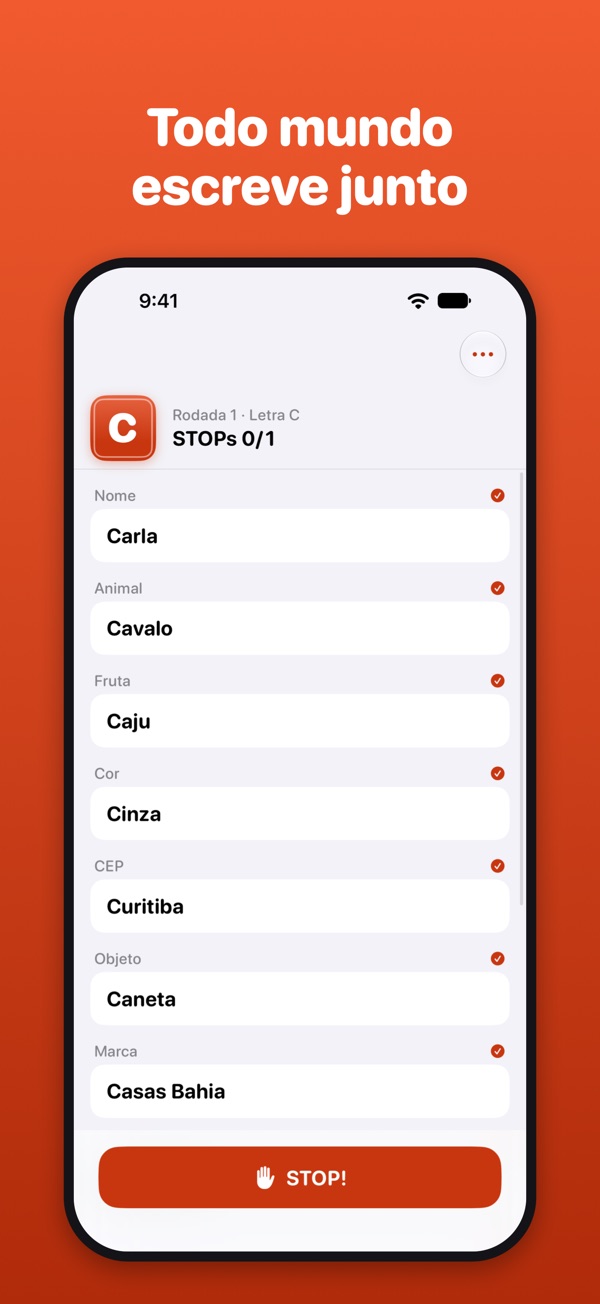 Todo mundo
escreve junto
9:41
C
Rodada 1 · Letra C
STOPs 0/1
Nome
Carla
Animal
Cavalo
Fruta
Caju
Cor
Cinza
CEP
Curitiba
Objeto
Caneta
Marca
Casas Bahia
STOP!